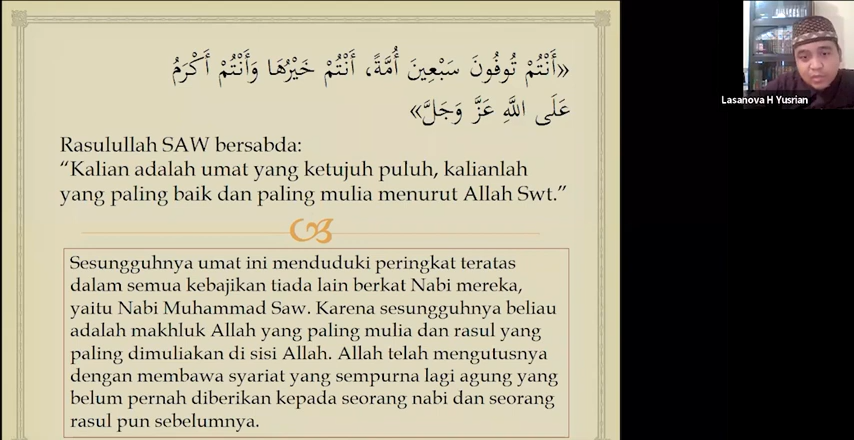 «أَنْتُمْ تُوفُونَ سَبْعِينَ أُمَّةً، أَنْتُمْ خَيْرُهَا وَأَنْتُمْ أَكْرَمُ
عَلَى اللَّهِ عَزَّ وَجَلَّ»
Rasulullah SAW bersabda:
“Kalian adalah umat yang ketujuh puluh, kalianlah
yang paling baik dan paling mulia menurut Allah Swt.”
Sesungguhnya umat ini menduduki peringkat teratas
dalam semua kebajikan tiada lain berkat Nabi mereka,
yaitu Nabi Muhammad Saw. Karena sesungguhnya beliau
adalah makhluk Allah yang paling mulia dan rasul yang
paling dimuliakan di sisi Allah. Allah telah mengutusnya
dengan membawa syariat yang sempurna lagi agung yang
belum pernah diberikan kepada seorang nabi dan seorang
rasul pun sebelumnya.
Lasanova H Yusrian